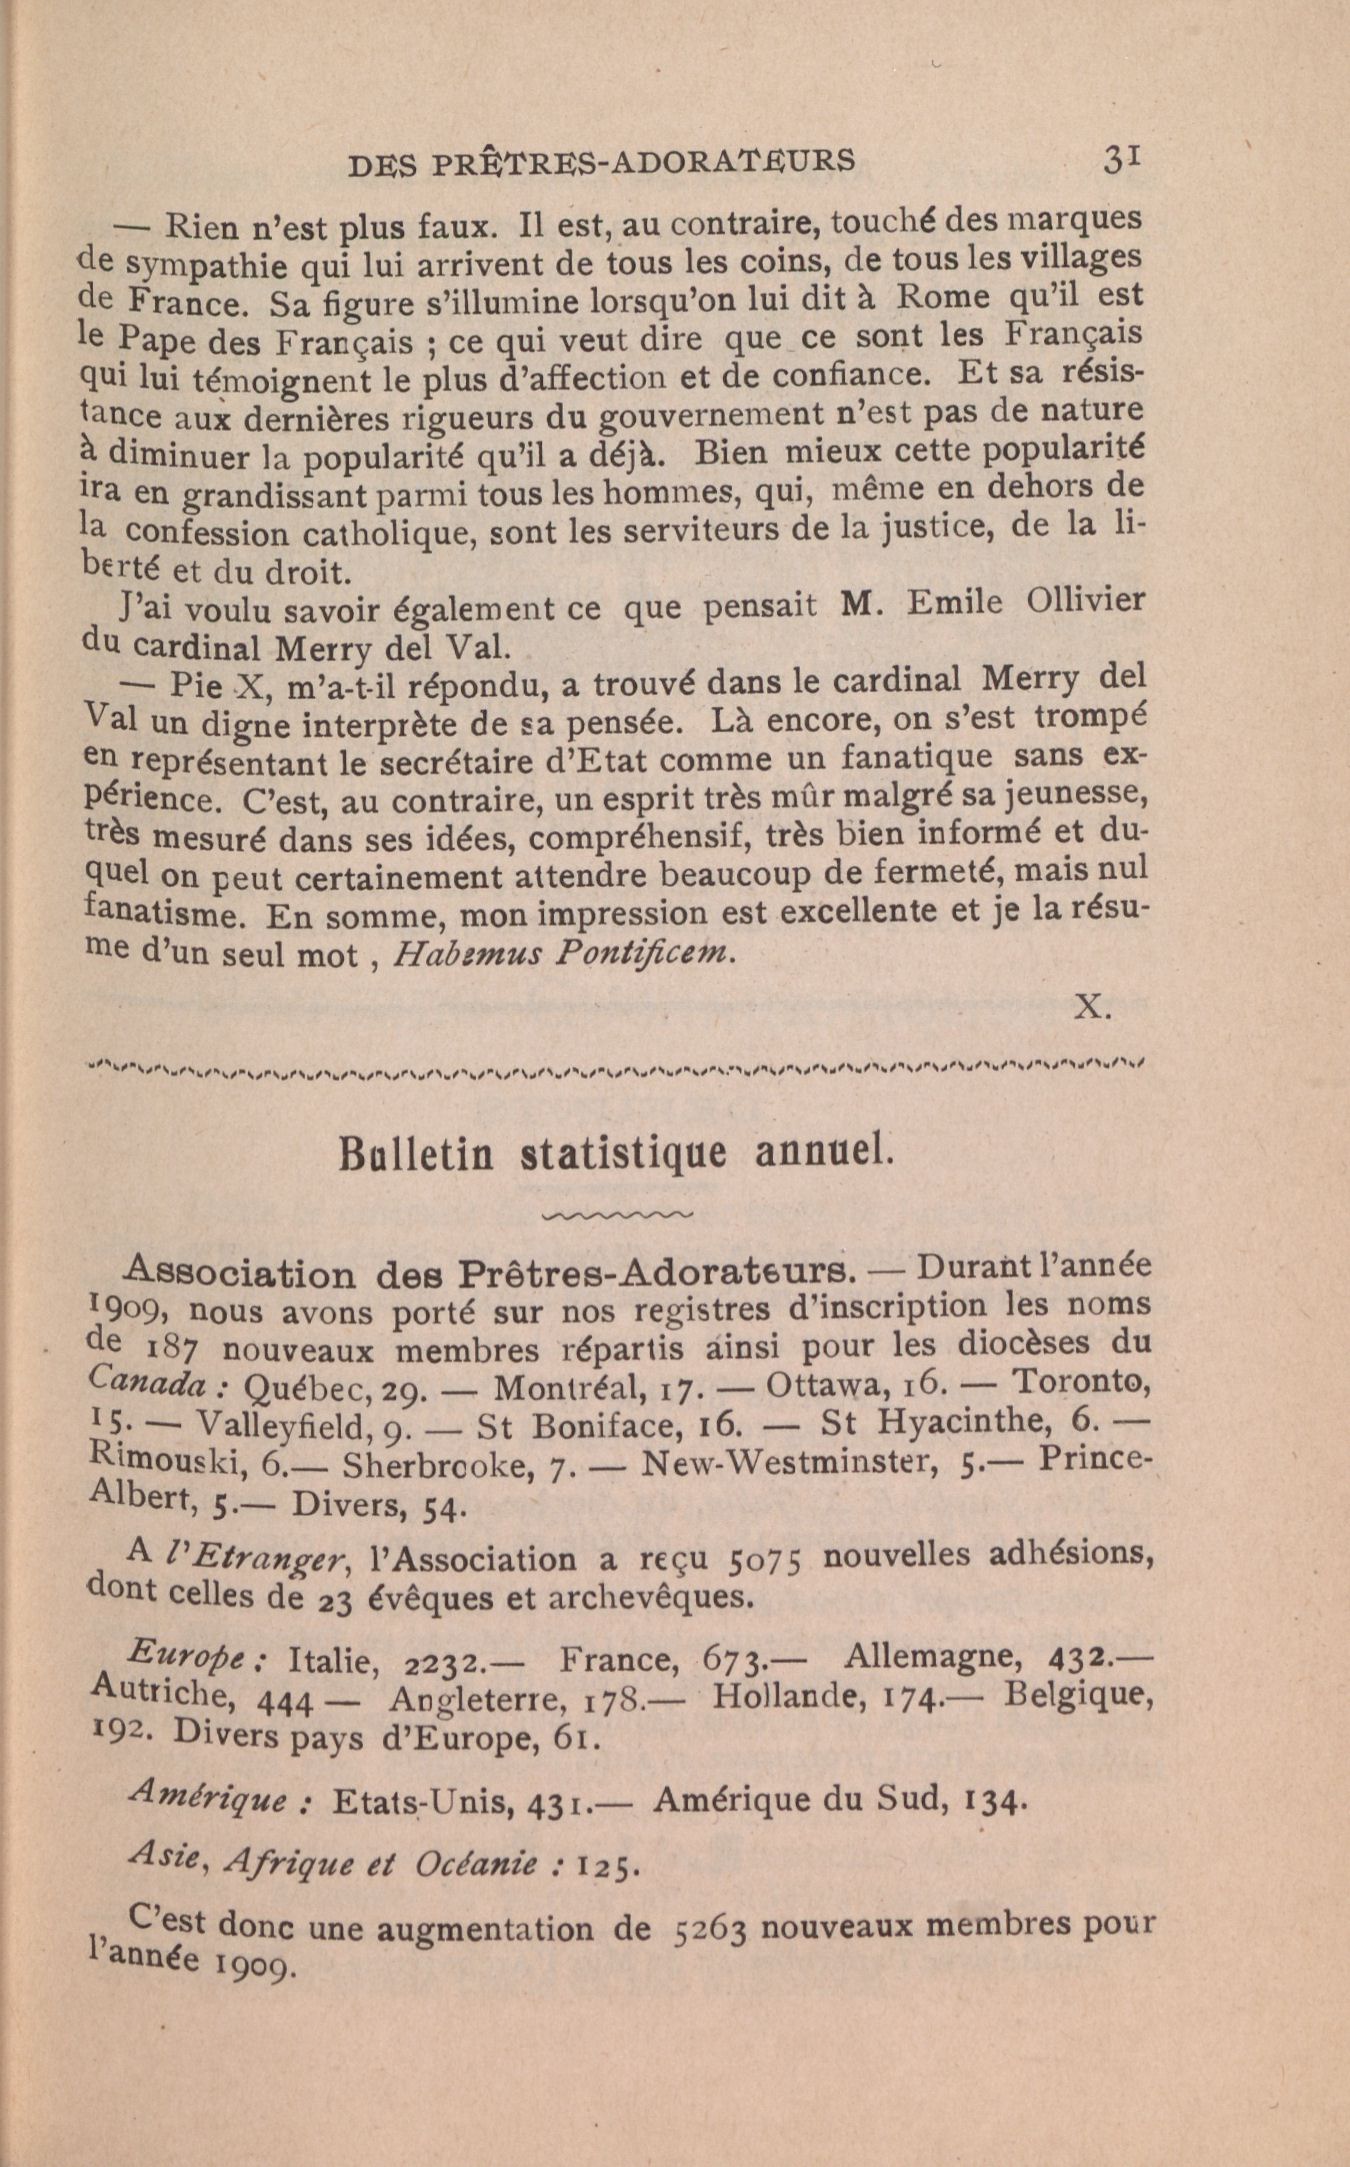 DES PRÊTRES-ADORATEURS 31
— Rien n'est plus faux. Il est, au contraire, touché des marques
de sympathie qui lui arrivent de tous les coins, de tous les villages
de France. Sa figure s'illumine lorsqu'on lui dit à Rome qu'il est
le Pape des Français ; ce qui veut dire que ce sont les Français
qui lui témoignent le plus d'affection et de confiance. Et sa résis-
tance aux dernières rigueurs du gouvernement n'est pas de nature
à diminuer la popularité qu'il a déjà. Bien mieux cette popularité
ira en grandissant parmi tous les hommes, qui, même en dehors de
la confession catholique, sont les serviteurs de la justice, de la li-
berté et du droit.
J'ai voulu savoir également ce que pensait M. Emile Ollivier
du cardinal Merry del Val.
— Pie X, m'a-t-il répondu, a trouvé dans le cardinal Merry del
Val un digne interprète de sa pensée. Là encore, on s'est trompé
en représentant le secrétaire d'Etat comme un fanatique sans ex-
périence. C'est, au contraire, un esprit très mûr malgré sa jeunesse,
très mesuré dans ses idées, compréhensif, très bien informé et du-
quel on peut certainement attendre beaucoup de fermeté, mais nul
fanatisme. En somme, mon impression est excellente et je la résu-
me d'un seul mot , Habemus Pontificem.
X.
Bulletin statistique annuel.
Association des Prêtres-Adorateurs. — Durant l'année
1909, nous avons porté sur nos registres d'inscription les noms
de 187 nouveaux membres répartis ainsi pour les diocèses du
Canada : Québec, 29. — Montréal, 17. — Ottawa, 16. — Toronto,
15. — Valleyfield, 9. — St Boniface, 16. — St Hyacinthe, 6. —
Rimouski, 6.— Sherbrooke, 7. — New-Westminster, 5.— Prince-
Albert, 5.— Divers, 54.
A l'Etranger, l'Association a reçu 5075 nouvelles adhésions,
dont celles de 23 évêques et archevêques.
Europe : Italie, 2232.— France, 673.— Allemagne, 432.—
Autriche, 444 — Angleterre, 178.— Hollande, 174.— Belgique,
192. Divers pays d'Europe, 61.
Amérique : Etats-Unis, 431.— Amérique du Sud, 134.
Asie, Afrique et Océanie : 125.
C'est donc une augmentation de 5263 nouveaux membres pour
l'année 1909.